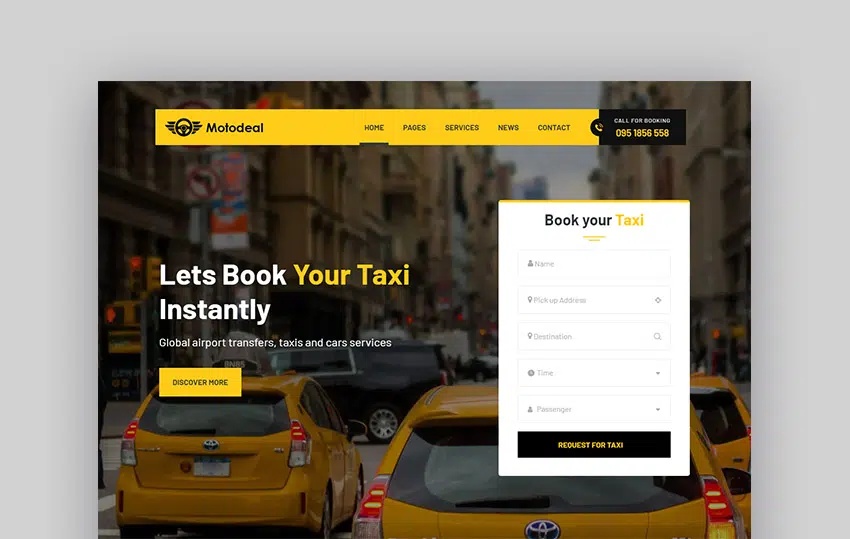 Motodeal
HOME PAGES SERVICES NEWS CONTACT
CALL FOR BOOKING
095 1856 558
Book your Taxi
Name
Pick up Address
Destination
Time
Passenger
REQUEST FOR TAXI
Lets Book Your Taxi
Instantly
Global airport transfers, taxis and cars services
DISCOVER MORE